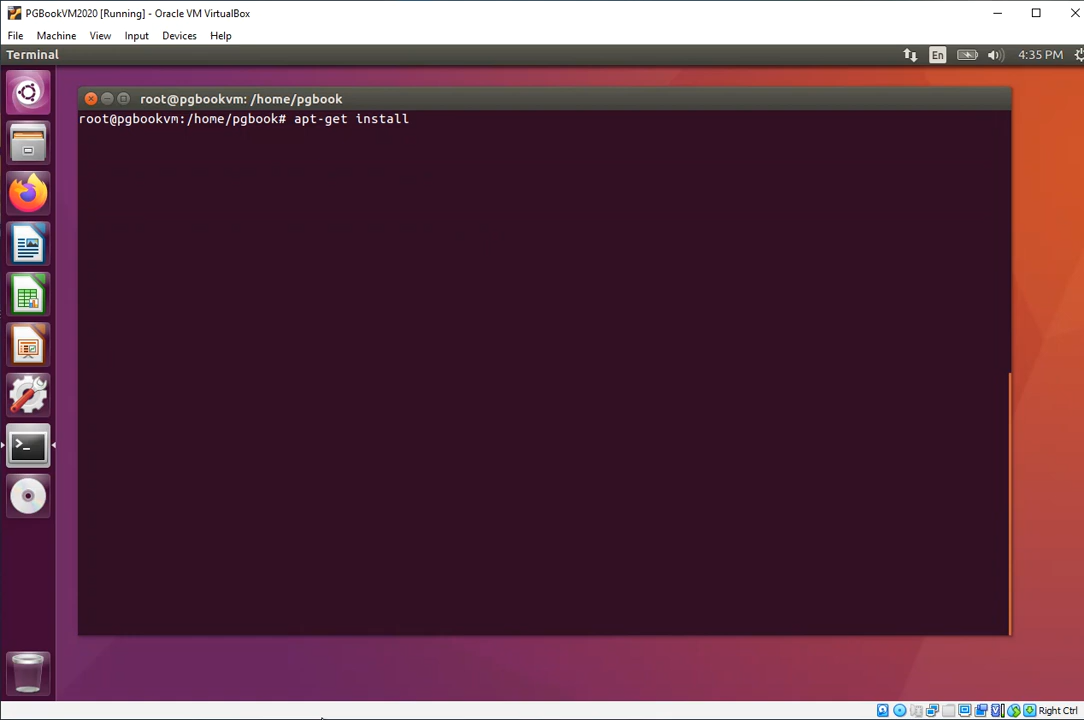 PGBookVM2020 [Running] - Oracle VM VirtualBox
File Machine View Input Devices Help
Terminal En 4:35 PM
root@pgbookvm: /home/pgbook
root@pgbookvm:/home/pgbook# apt-get install
Right Ctrl